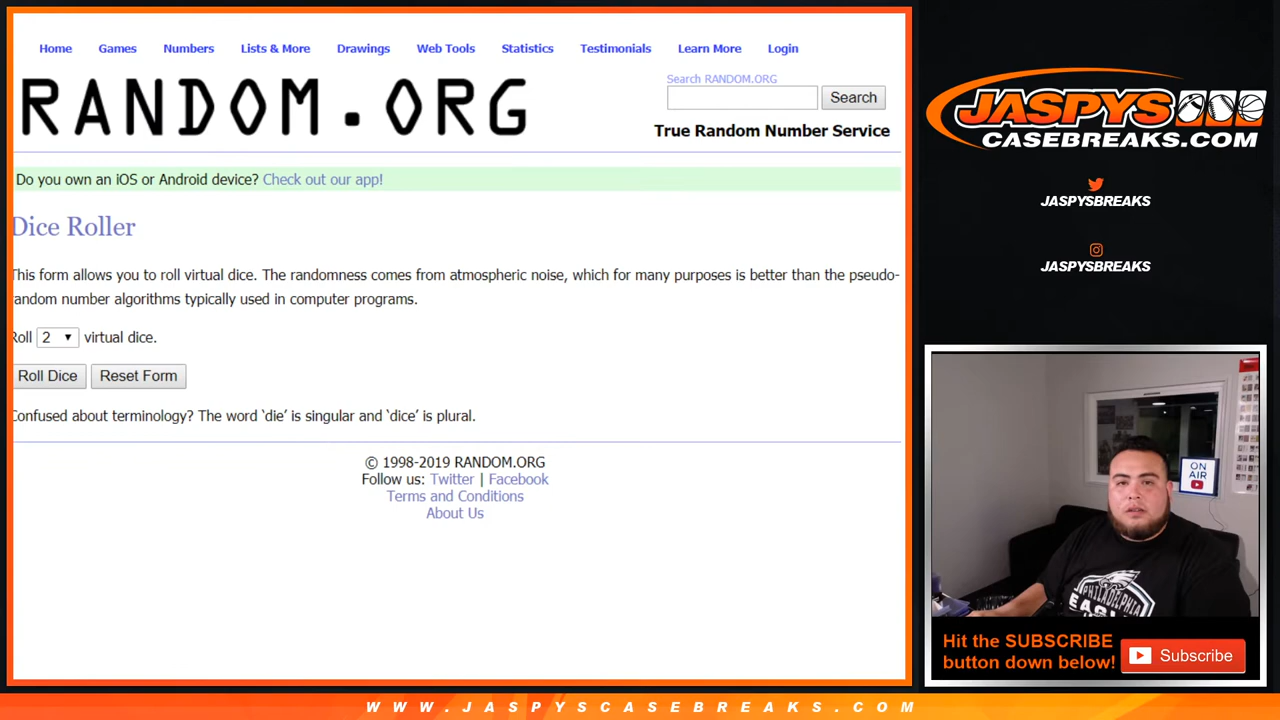 Home Games Numbers Lists & More Drawings Web Tools Statistics Testimonials Learn More Login
RANDOM.ORG
Search RANDOM.ORG
Search
True Random Number Service
Do you own an iOS or Android device? Check out our app!
Dice Roller
This form allows you to roll virtual dice. The randomness comes from atmospheric noise, which for many purposes is better than the pseudo-
random number algorithms typically used in computer programs.
Roll 2 virtual dice.
Roll Dice Reset Form
Confused about terminology? The word ‘die’ is singular and ‘dice’ is plural.
© 1998-2019 RANDOM.ORG
Follow us: Twitter | Facebook
Terms and Conditions
About Us
JASPYS
CASEBREAKS.COM
JASPYSBREAKS
JASPYSBREAKS
ON
AIR
PHILADELPHIA
Hit the SUBSCRIBE
button down below!
Subscribe
WWW.JASPYSCASEBREAKS.COM